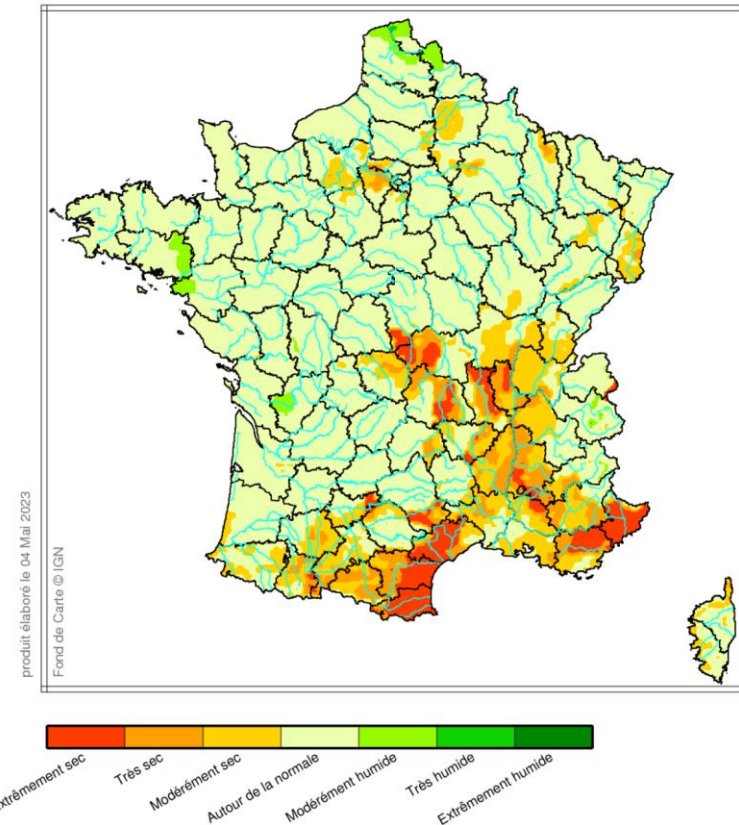 produit élaboré le 04 Mai 2023
Fond de Carte © IGN
Extrêmement sec
Très sec
Modérément sec
Autour de la normale
Modérément humide
Très humide
Extrêmement humide